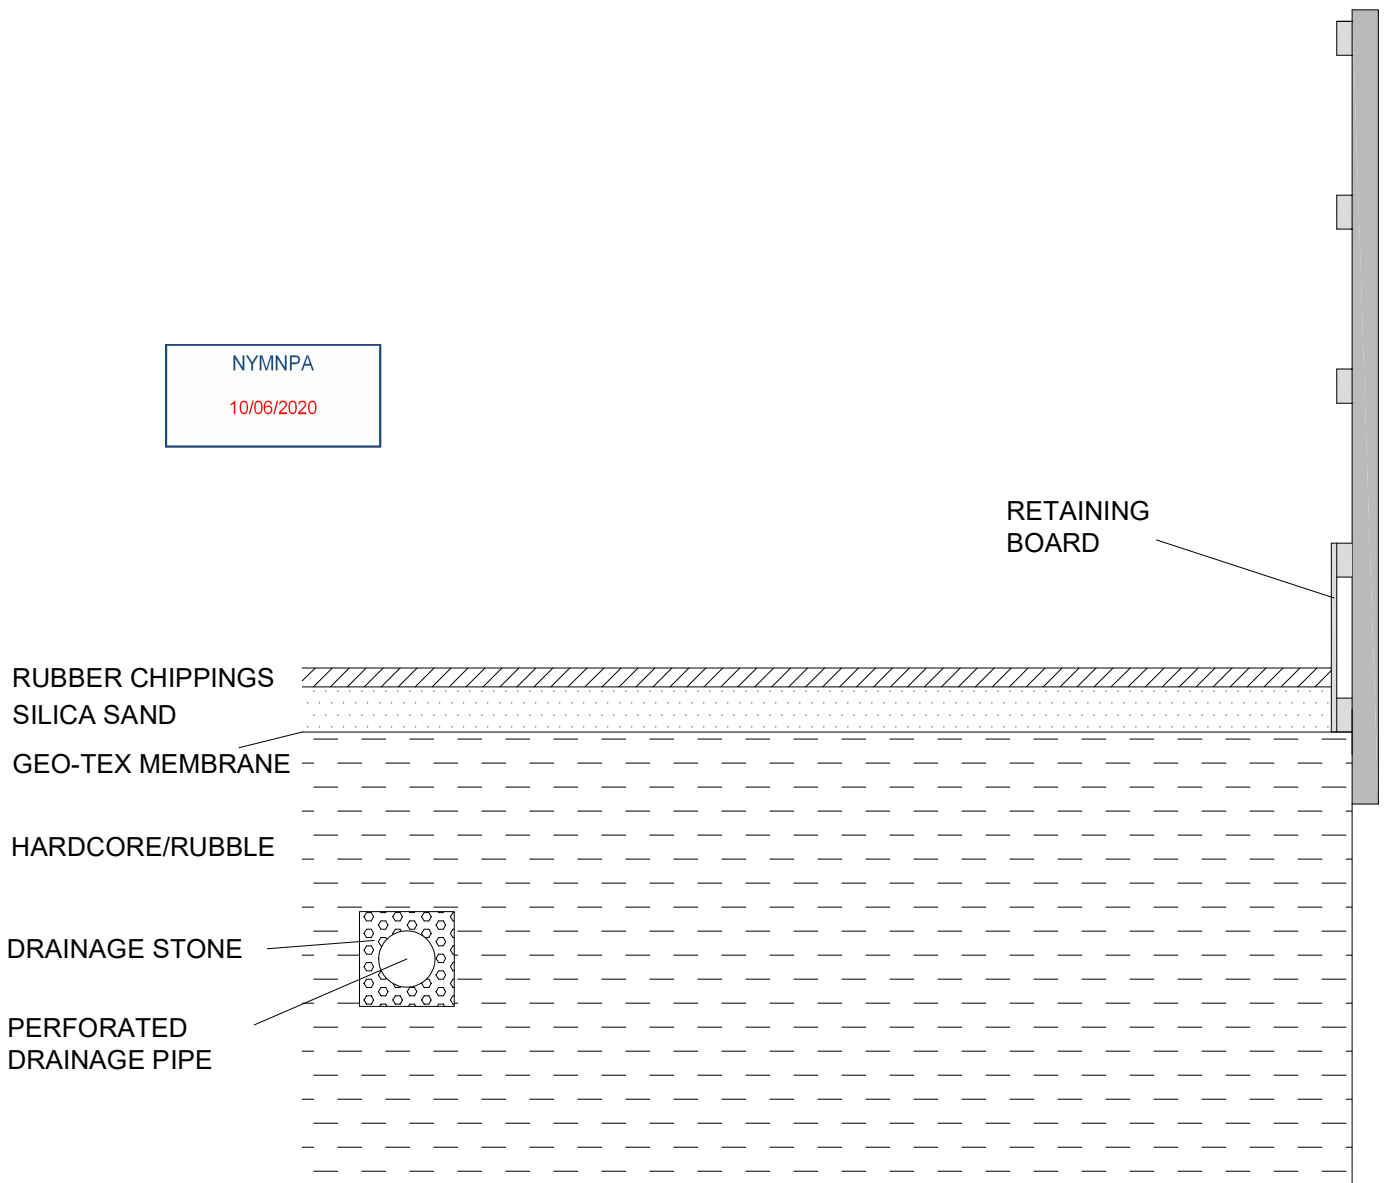 NYMNPA
10/06/2020
RETAINING
BOARD
RUBBER CHIPPINGS
SILICA SAND
GEO-TEX MEMBRANE
HARDCORE/RUBBLE
DRAINAGE STONE
PERFORATED
DRAINAGE PIPE